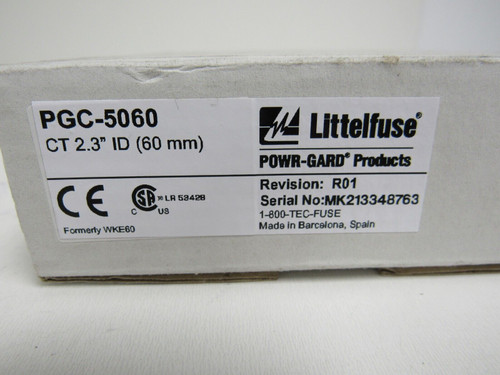 PGC-5060
CT 2.3" ID (60 mm)
CE
SA ® LR 53428
C US
Formerly WKE60
Littelfuse®
POWR-GARD® Products
Revision: R01
Serial No:MK213348763
1-800-TEC-FUSE
Made in Barcelona, Spain